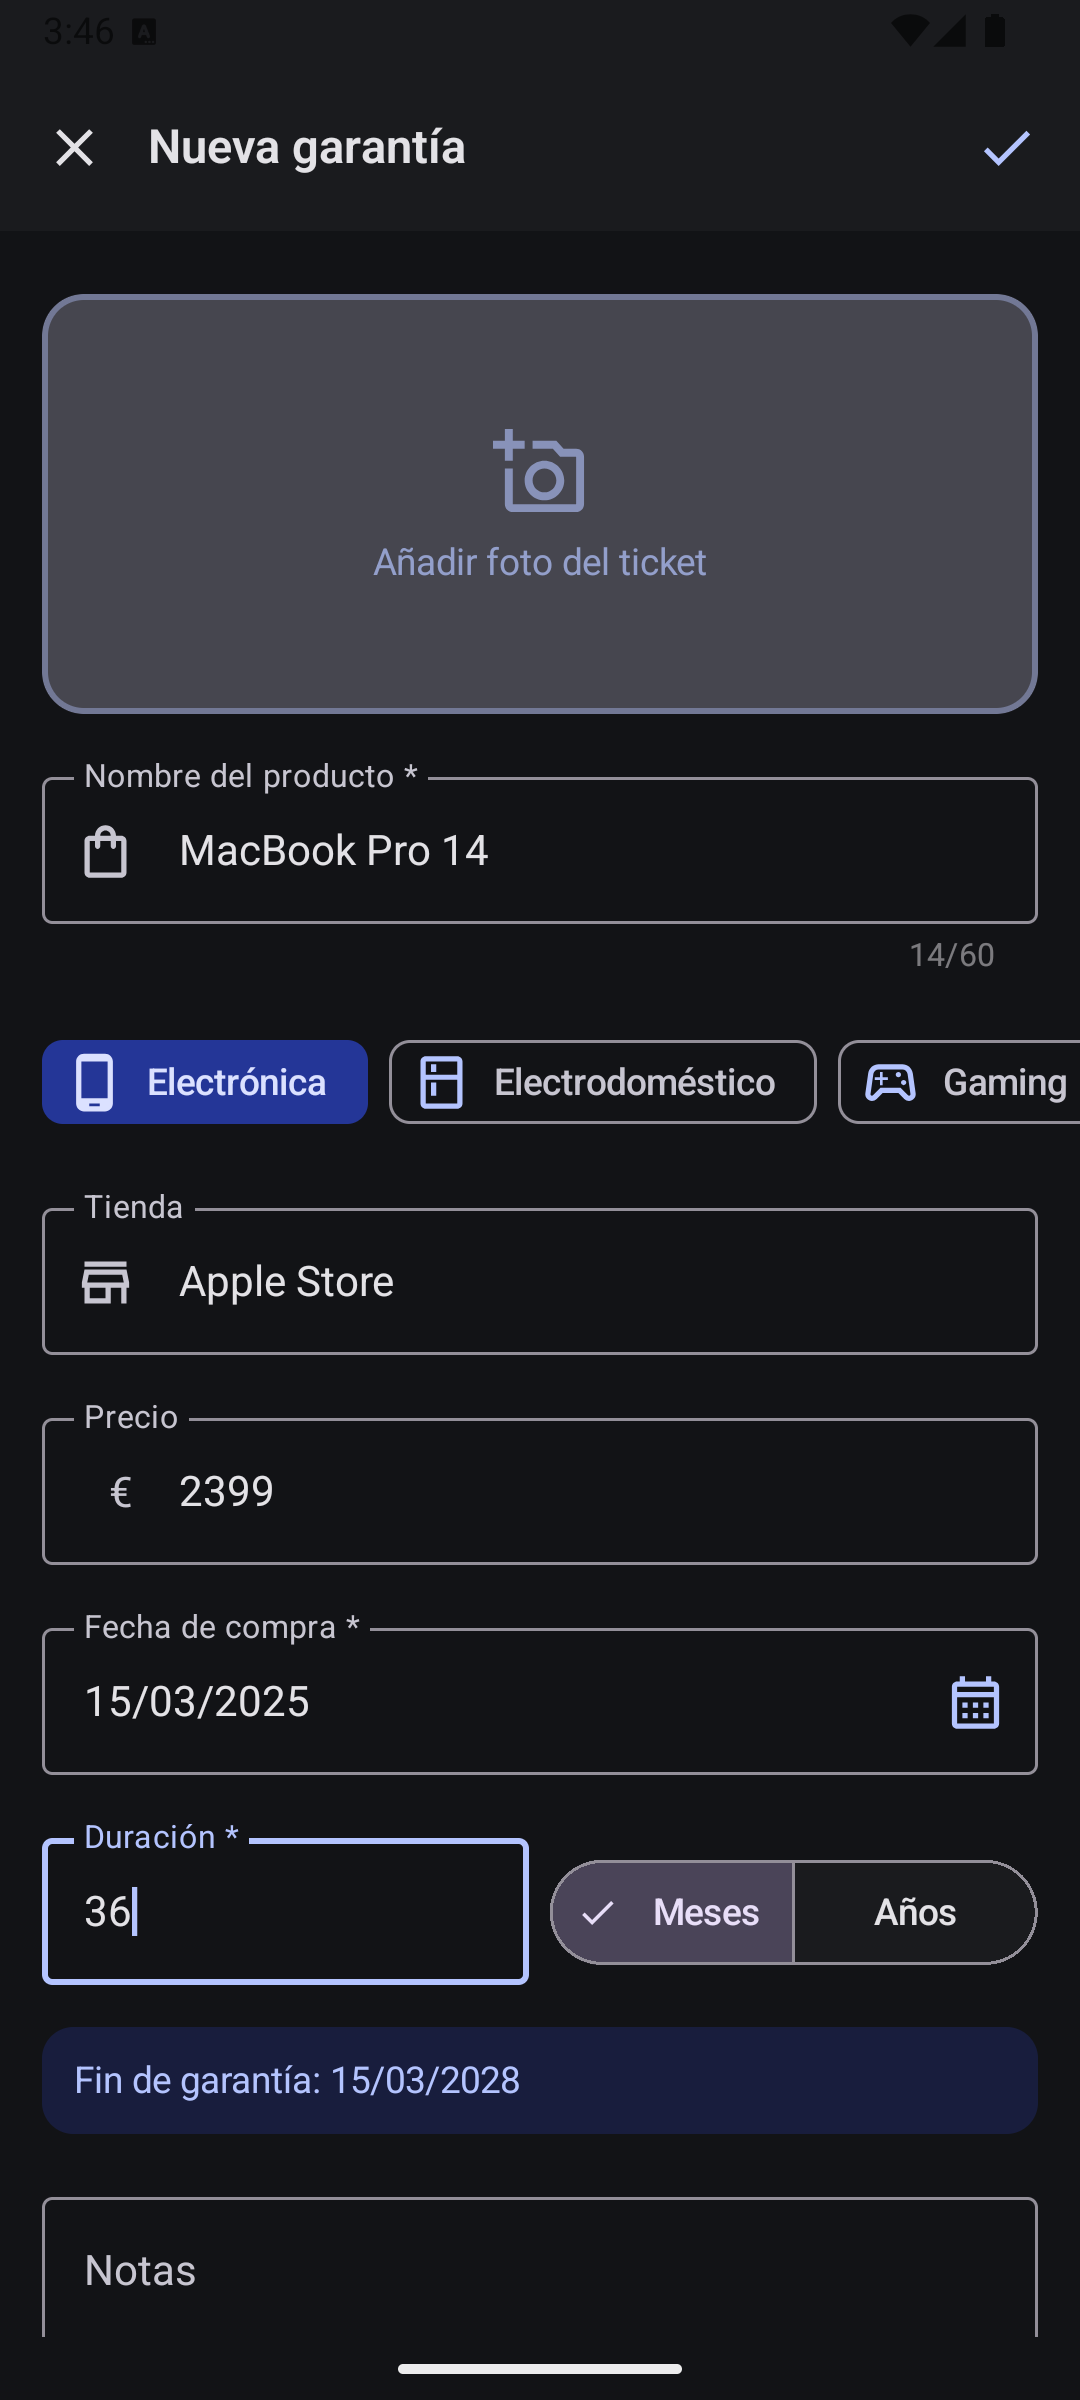 3:46
Nueva garantía
Añadir foto del ticket
Nombre del producto *
MacBook Pro 14
14/60
Electrónica
Electrodoméstico
Gaming
Tienda
Apple Store
Precio
€ 2399
Fecha de compra *
15/03/2025
Duración *
36
Meses
Años
Fin de garantía: 15/03/2028
Notas